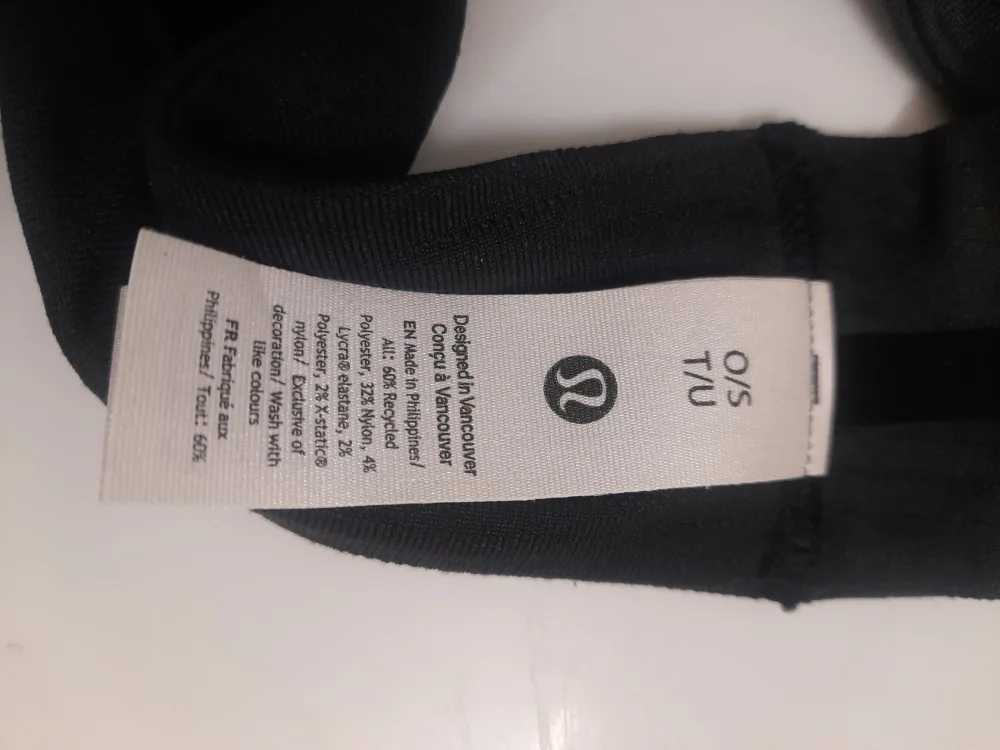 O/S
T/U
Designed in Vancouver
Conçu à Vancouver
EN Made in Philippines/
All: 60% Recycled
Polyester, 32% Nylon, 4%
Lycra® elastane, 2%
Polyester, 2% X-static®
nylon/ Exclusive of
decoration/ Wash with
like colours
FR Fabriqué aux
Philippines/ Tout: 60%